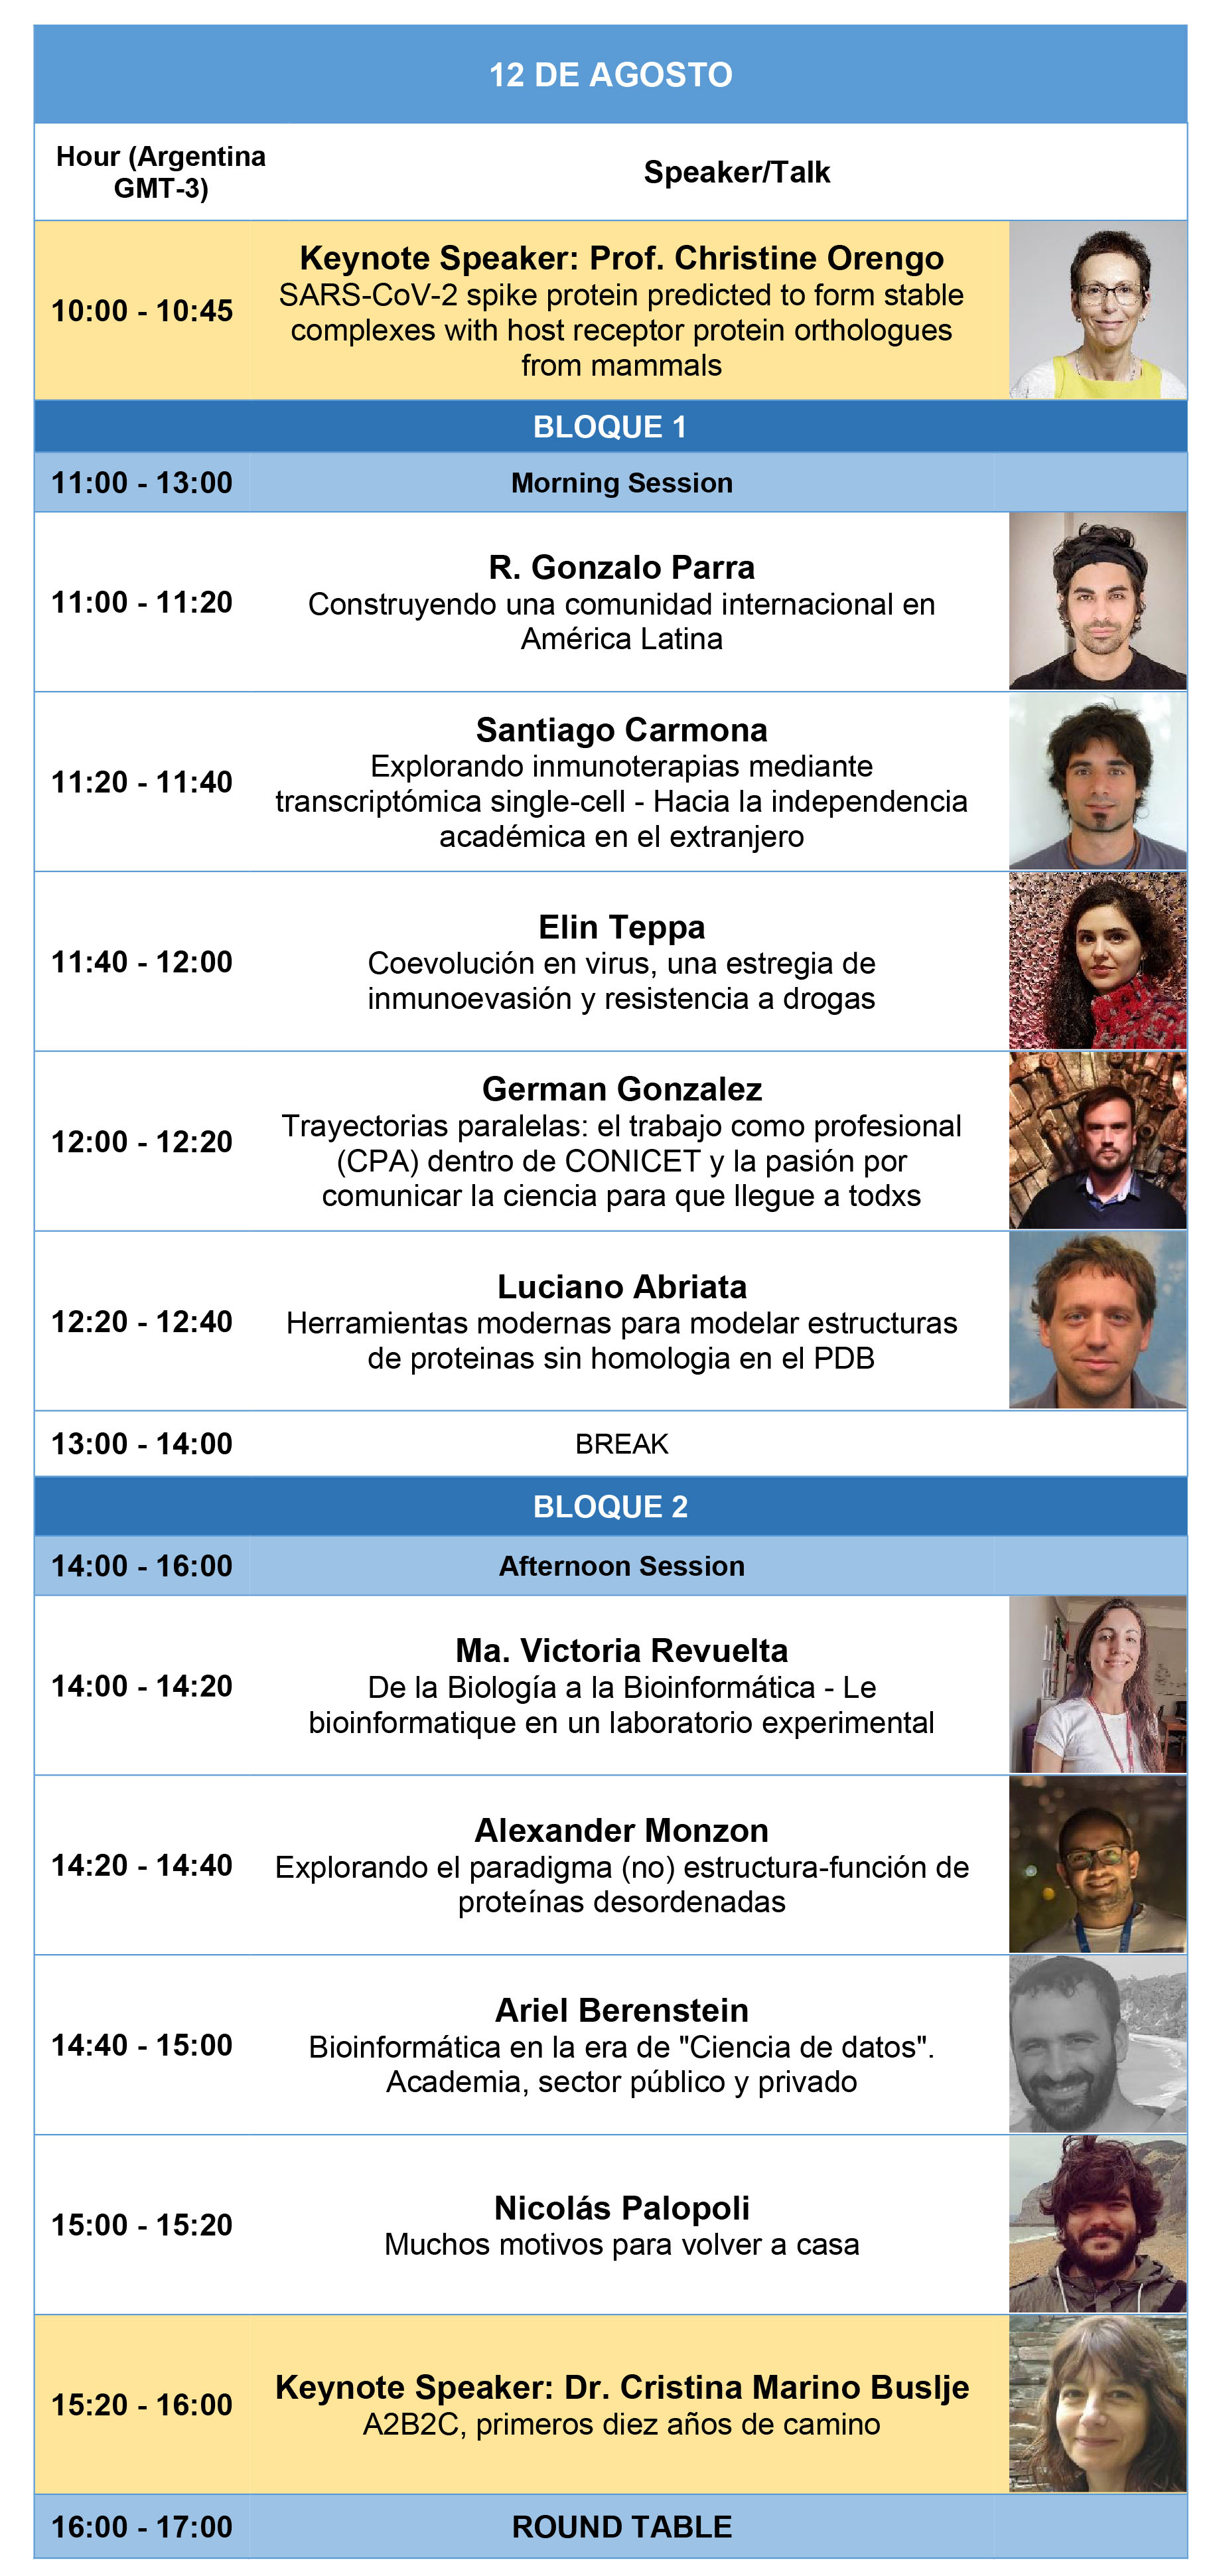 12 DE AGOSTO
Hour (Argentina
GMT-3)
Speaker/Talk
10:00 - 10:45
Keynote Speaker: Prof. Christine Orengo
SARS-CoV-2 spike protein predicted to form stable
complexes with host receptor protein orthologues
from mammals
BLOQUE 1
11:00 - 13:00
Morning Session
11:00 - 11:20
R. Gonzalo Parra
Construyendo una comunidad internacional en
América Latina
11:20 - 11:40
Santiago Carmona
Explorando inmunoterapias mediante
transcriptómica single-cell - Hacia la independencia
académica en el extranjero
11:40 - 12:00
Elin Teppa
Coevolución en virus, una estregia de
inmunoevasión y resistencia a drogas
12:00 - 12:20
German Gonzalez
Trayectorias paralelas: el trabajo como profesional
(CPA) dentro de CONICET y la pasión por
comunicar la ciencia para que llegue a todxs
12:20 - 12:40
Luciano Abriata
Herramientas modernas para modelar estructuras
de proteinas sin homologia en el PDB
13:00 - 14:00
BREAK
BLOQUE 2
14:00 - 16:00
Afternoon Session
14:00 - 14:20
Ma. Victoria Revuelta
De la Biología a la Bioinformática - Le
bioinformatique en un laboratorio experimental
14:20 - 14:40
Alexander Monzon
Explorando el paradigma (no) estructura-función de
proteínas desordenadas
14:40 - 15:00
Ariel Berenstein
Bioinformática en la era de "Ciencia de datos".
Academia, sector público y privado
15:00 - 15:20
Nicolás Palopoli
Muchos motivos para volver a casa
15:20 - 16:00
Keynote Speaker: Dr. Cristina Marino Buslje
A2B2C, primeros diez años de camino
16:00 - 17:00
ROUND TABLE